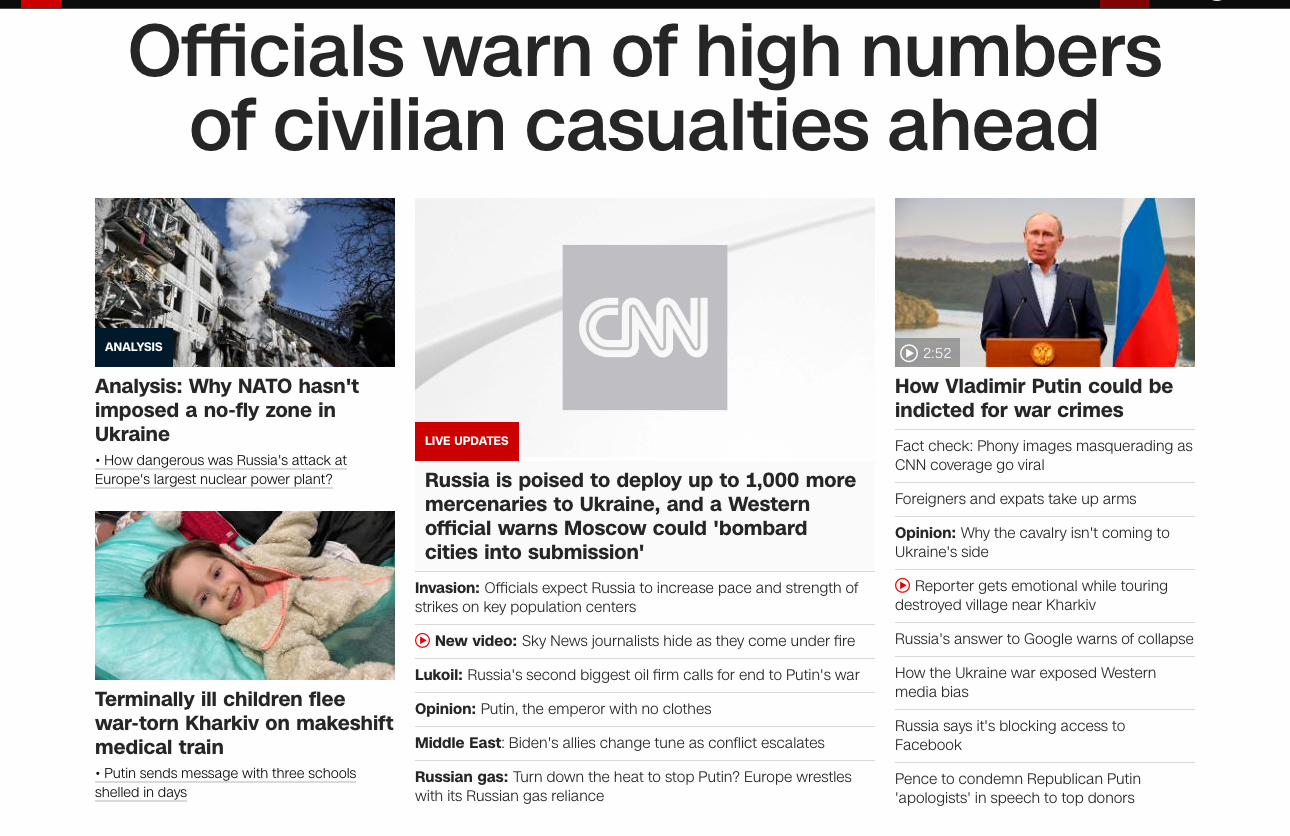 Officials warn of high numbers
of civilian casualties ahead
ANALYSIS
Analysis: Why NATO hasn't
imposed a no-fly zone in
Ukraine
• How dangerous was Russia's attack at
Europe's largest nuclear power plant?
Terminally ill children flee
war-torn Kharkiv on makeshift
medical train
• Putin sends message with three schools
shelled in days
CNN
LIVE UPDATES
Russia is poised to deploy up to 1,000 more
mercenaries to Ukraine, and a Western
official warns Moscow could 'bombard
cities into submission'
Invasion: Officials expect Russia to increase pace and strength of
strikes on key population centers
New video: Sky News journalists hide as they come under fire
Lukoil: Russia's second biggest oil firm calls for end to Putin's war
Opinion: Putin, the emperor with no clothes
Middle East: Biden's allies change tune as conflict escalates
Russian gas: Turn down the heat to stop Putin? Europe wrestles
with its Russian gas reliance
2:52
How Vladimir Putin could be
indicted for war crimes
Fact check: Phony images masquerading as
CNN coverage go viral
Foreigners and expats take up arms
Opinion: Why the cavalry isn't coming to
Ukraine's side
Reporter gets emotional while touring
destroyed village near Kharkiv
Russia's answer to Google warns of collapse
How the Ukraine war exposed Western
media bias
Russia says it's blocking access to
Facebook
Pence to condemn Republican Putin
'apologists' in speech to top donors